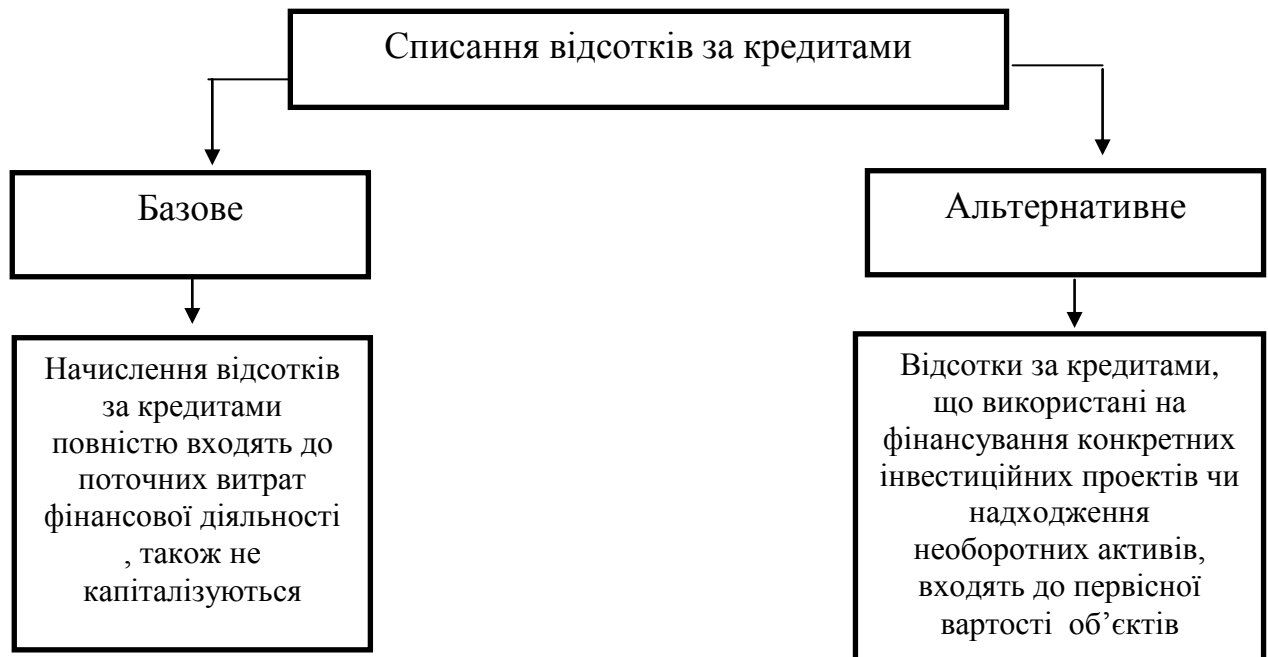 Списання відсотків за кредитами
Базове
Альтернативне
Начислення відсотків
за кредитами
повністю входять до
поточних витрат
фінансової діяльності
, також не
капіталізуються
Відсотки за кредитами,
що використані на
фінансування конкретних
інвестиційних проектів чи
надходження
необоротних активів,
входять до первісної
вартості об’єктів